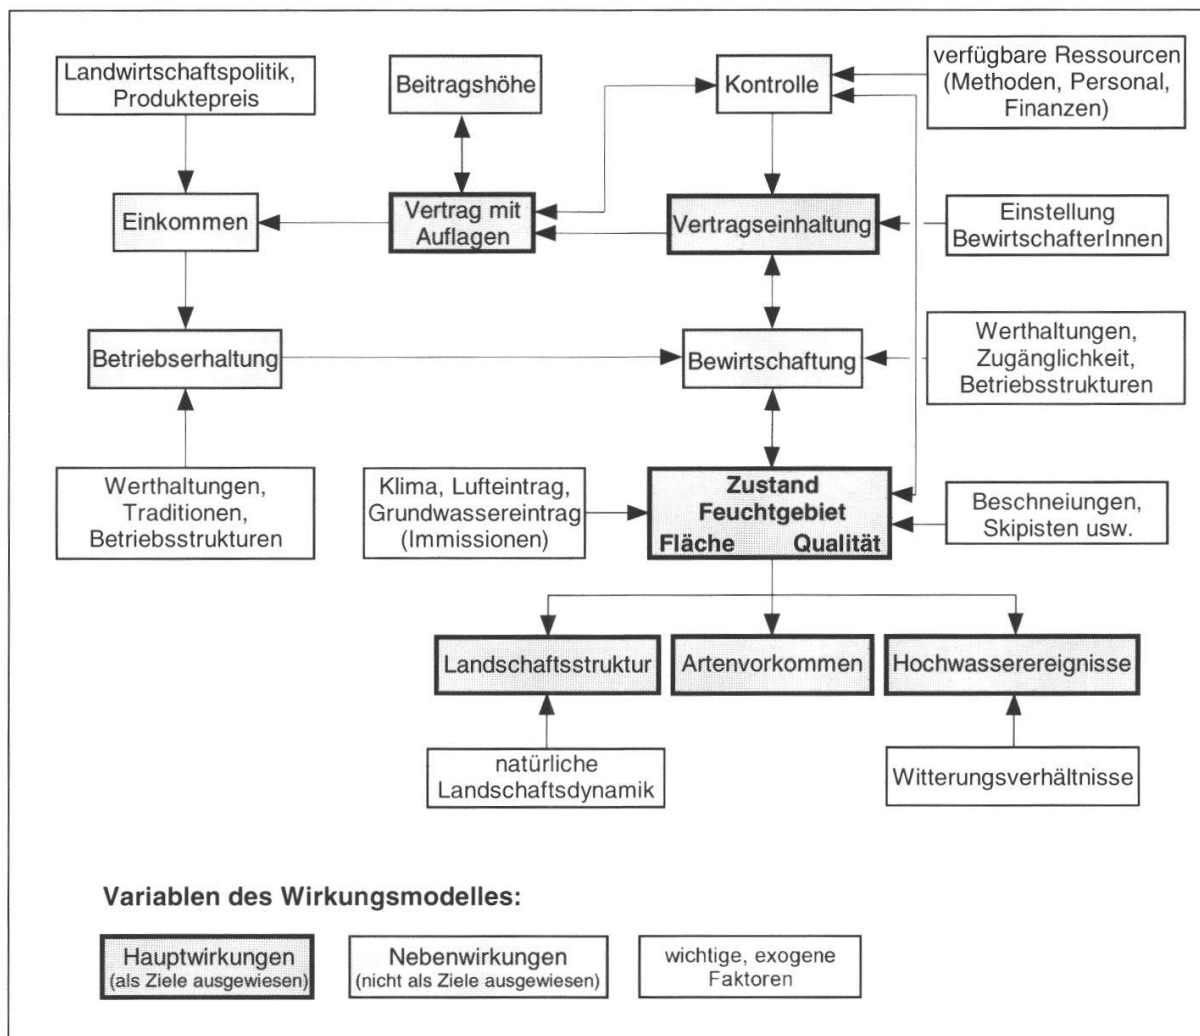 Landwirtschaftspolitik,
Produktepreis
Beitragshöhe
Kontrolle
verfügbare Ressourcen
(Methoden, Personal,
Finanzen)
Einkommen
Vertrag mit
Auflagen
Vertragseinhaltung
Einstellung
BewirtschafterInnen
Betriebserhaltung
Bewirtschaftung
Werthaltungen,
Zugänglichkeit,
Betriebsstrukturen
Werthaltungen,
Traditionen,
Betriebsstrukturen
Klima, Lufteintrag,
Grundwassereintrag
(Immissionen)
Zustand
Feuchtgebiet
Fläche Qualität
Beschneiungen,
Skipisten usw.
Landschaftsstruktur
Artenvorkommen
Hochwasserereignisse
natürliche
Landschaftsdynamik
Witterungsverhältnisse
Variablen des Wirkungsmodelles:
Hauptwirkungen
(als Ziele ausgewiesen)
Nebenwirkungen
(nicht als Ziele ausgewiesen)
wichtige, exogene
Faktoren